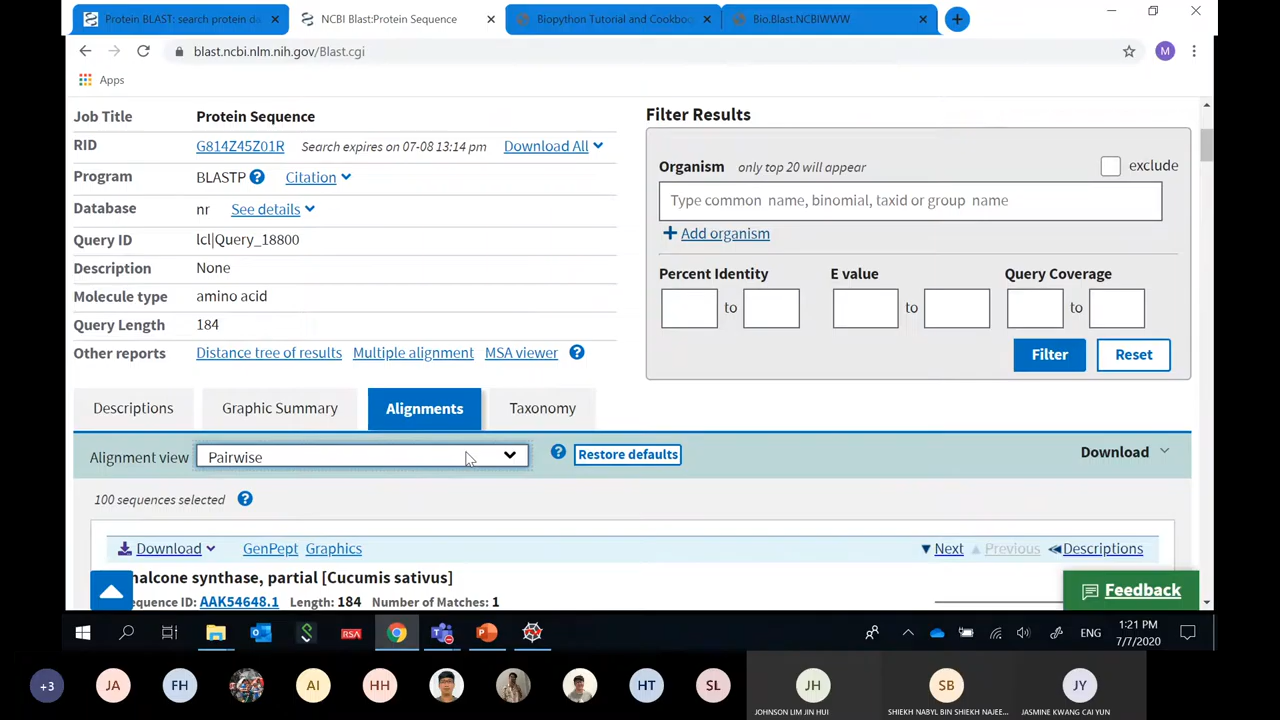 Protein BLAST: search protein da
NCBI Blast:Protein Sequence
Biopython Tutorial and Cookboo
Bio.Blast.NCBIWWW
blast.ncbi.nlm.nih.gov/Blast.cgi
M
Apps
Job Title Protein Sequence
RID G814Z45Z01R Search expires on 07-08 13:14 pm Download All
Program BLASTP ? Citation
Database nr See details
Query ID lcl|Query_18800
Description None
Molecule type amino acid
Query Length 184
Other reports Distance tree of results Multiple alignment MSA viewer ?
Filter Results
Organism only top 20 will appear exclude
Type common name, binomial, taxid or group name
Add organism
Percent Identity E value Query Coverage
to to to
Filter Reset
Descriptions Graphic Summary Alignments Taxonomy
Alignment view Pairwise ? Restore defaults Download
100 sequences selected ?
Download GenPept Graphics Next Previous Descriptions
halcone synthase, partial [Cucumis sativus]
equence ID: AAK54648.1 Length: 184 Number of Matches: 1
Feedback
RSA
ENG
1:21 PM
7/7/2020
+3 JA FH AI HH HT SL JH SB JY
JOHNSON LIM JIN HUI
SHIEKH NABYL BIN SHIEKH NAJEE...
JASMINE KWANG CAI YUN